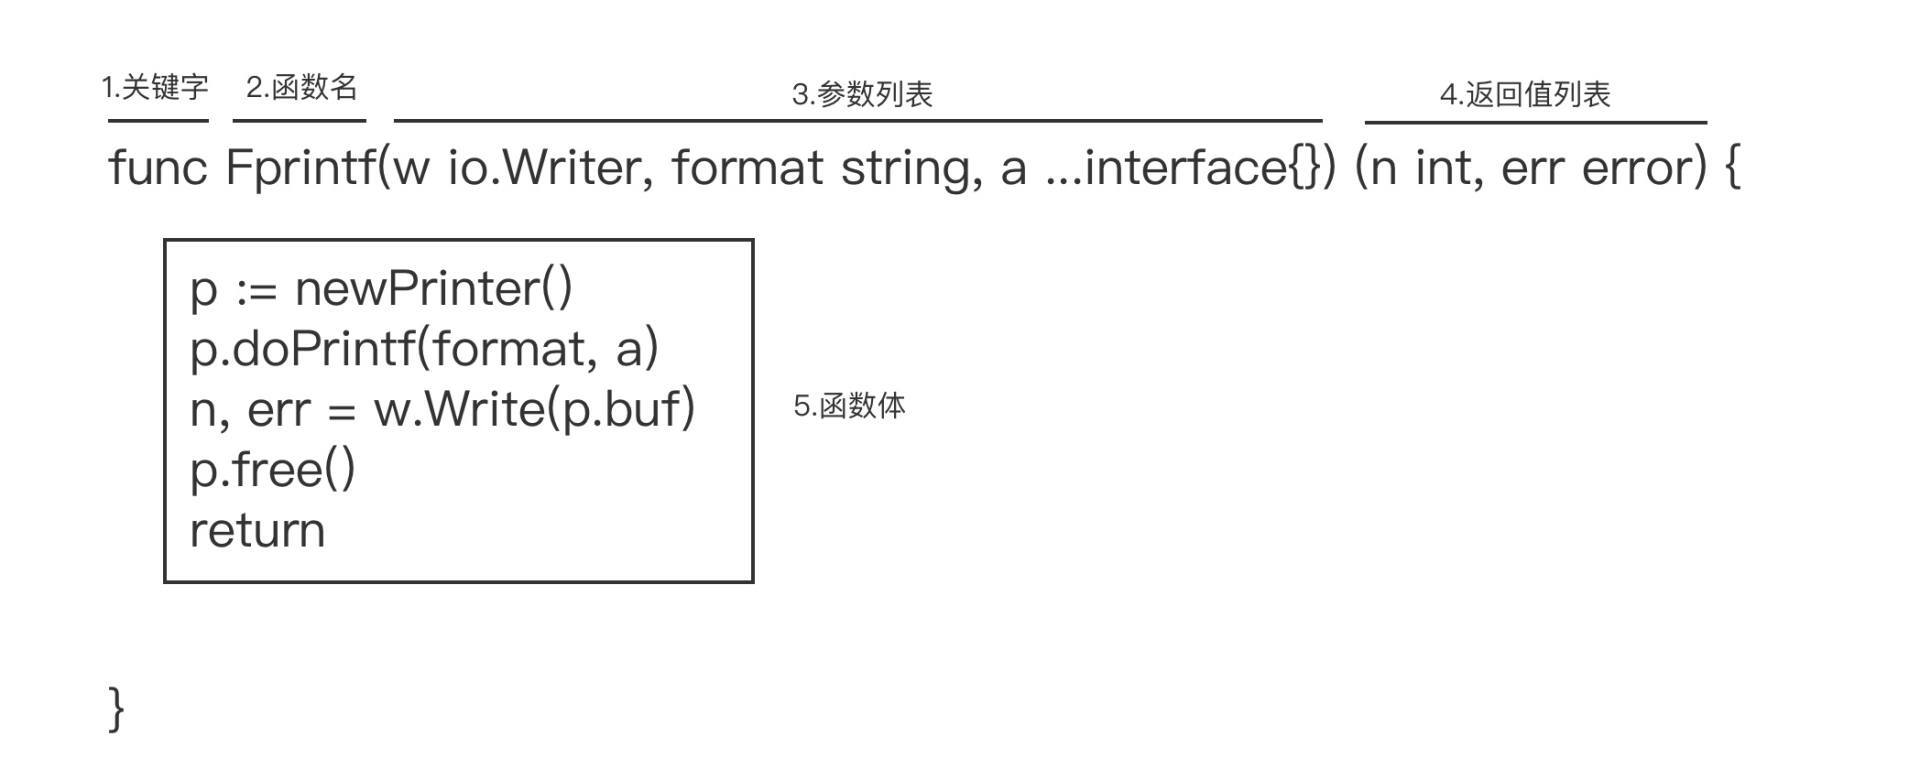 1.关键字 2.函数名 3.参数列表 4.返回值列表
func Fprintf(w io.Writer, format string, a ...interface{}) (n int, err error) {
p := newPrinter()
p.doPrintf(format, a)
n, err = w.Write(p.buf)
p.free()
return
5.函数体
}